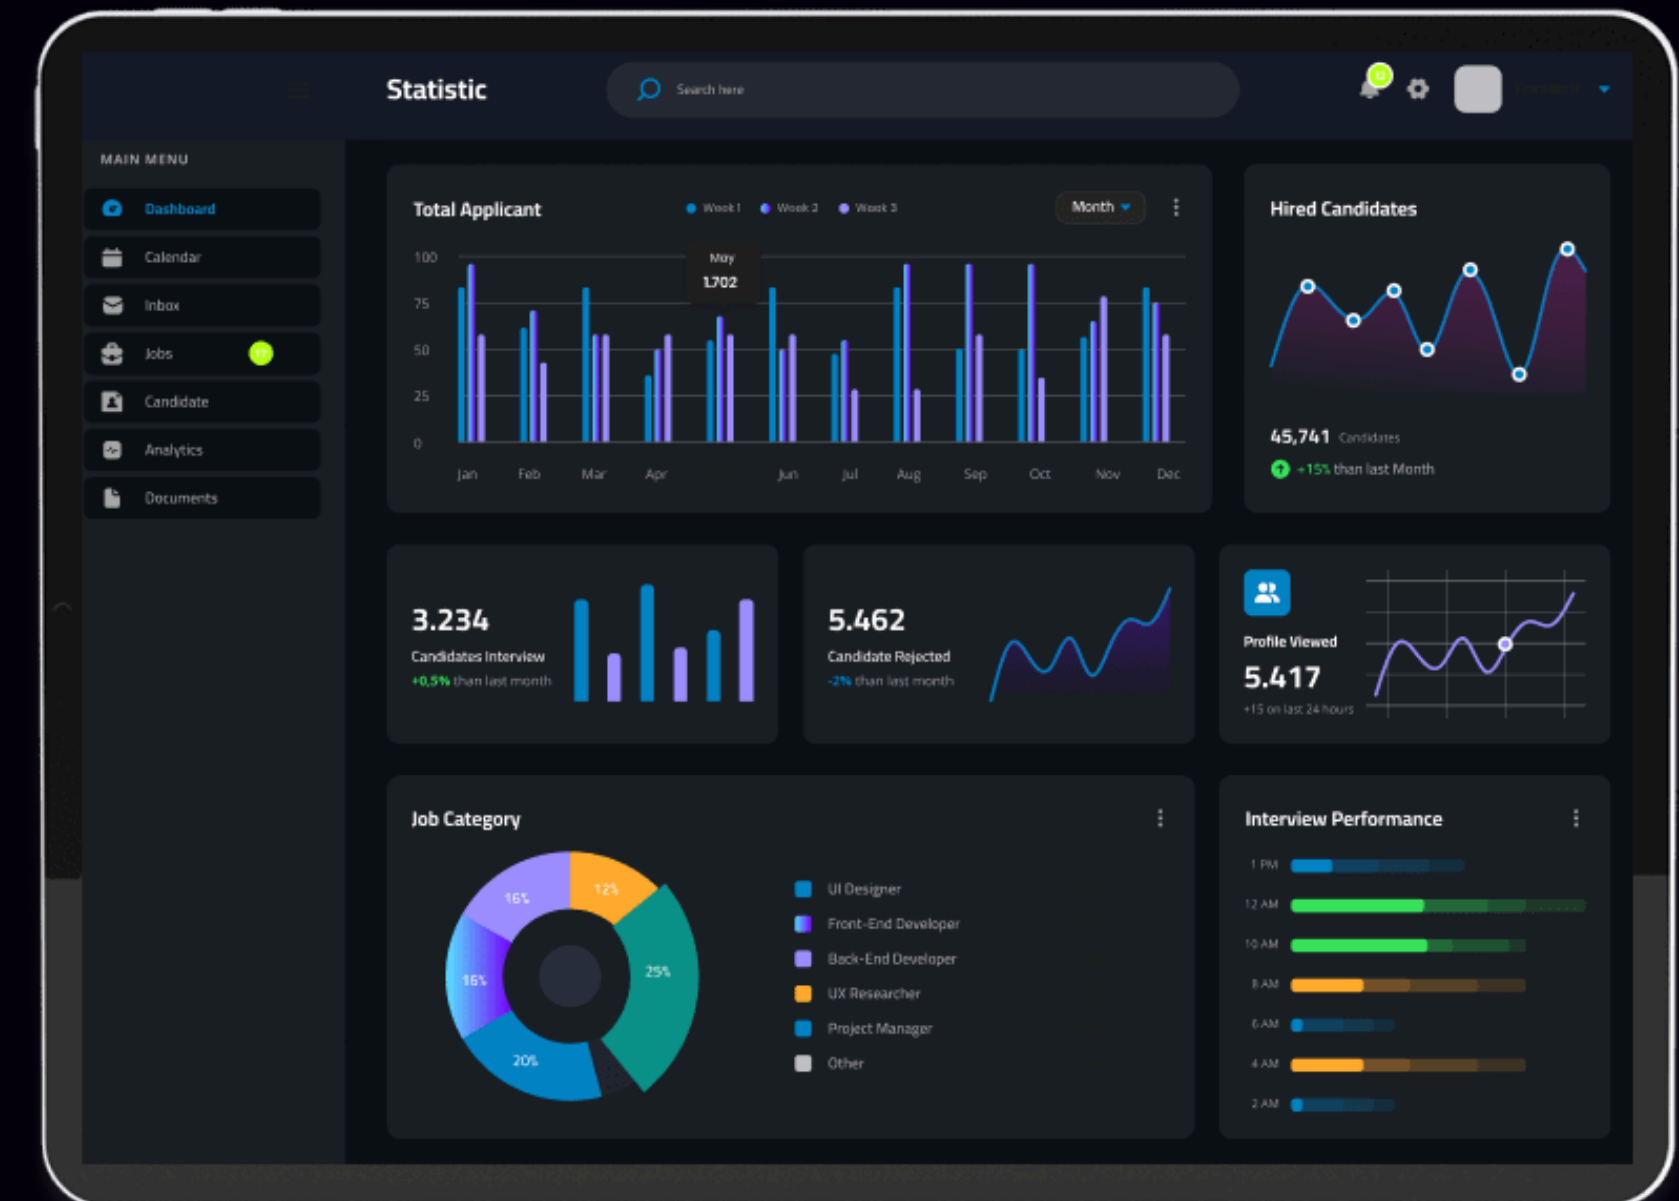 Statistic
Search here
MAIN MENU
Dashboard
Calendar
Inbox
Jobs
Candidate
Analytics
Documents
Total Applicant
Week 1
Week 2
Week 3
Month
100
75
50
25
0
May
1.702
Jan Feb Mar Apr Jun Jul Aug Sep Oct Nov Dec
Hired Candidates
45,741 Candidates
+15% than last Month
3.234
Candidates Interview
+0,5% than last month
5.462
Candidate Rejected
-2% than last month
Profile Viewed
5.417
+15 on last 24 hours
Job Category
12%
25%
20%
16%
16%
UI Designer
Front-End Developer
Back-End Developer
UX Researcher
Project Manager
Other
Interview Performance
1 PM
12 AM
10 AM
8 AM
6 AM
4 AM
2 AM